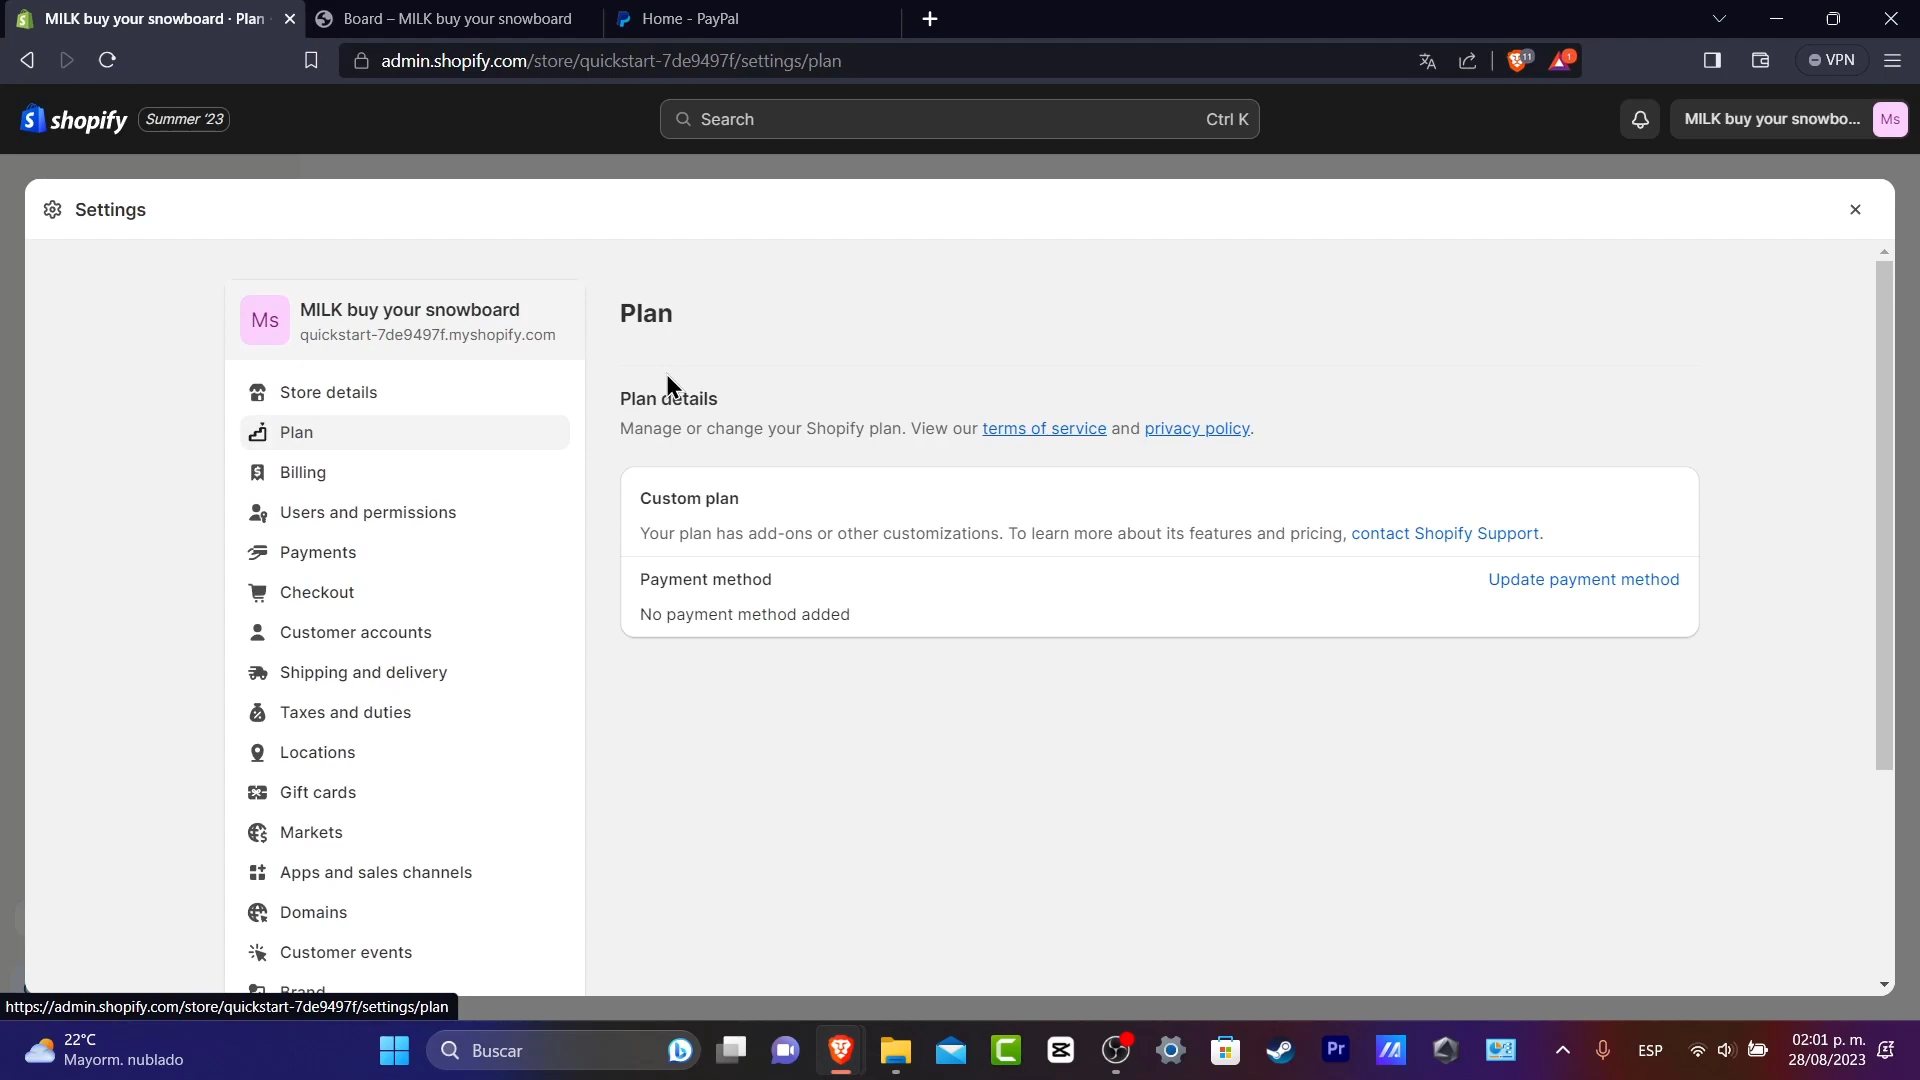 MILK buy your snowboard · Plan
Board – MILK buy your snowboard
Home - PayPal
admin.shopify.com/store/quickstart-7de9497f/settings/plan
11
1
VPN
shopify
Summer '23
Search
Ctrl K
MILK buy your snowbo...
Ms
Settings
Ms
MILK buy your snowboard
quickstart-7de9497f.myshopify.com
Store details
Plan
Billing
Users and permissions
Payments
Checkout
Customer accounts
Shipping and delivery
Taxes and duties
Locations
Gift cards
Markets
Apps and sales channels
Domains
Customer events
Brand
Plan
Plan details
Manage or change your Shopify plan. View our terms of service and privacy policy.
Custom plan
Your plan has add-ons or other customizations. To learn more about its features and pricing, contact Shopify Support.
Payment method
Update payment method
No payment method added
https://admin.shopify.com/store/quickstart-7de9497f/settings/plan
22°C
Mayorm. nublado
Buscar
Pr
ESP
02:01 p. m.
28/08/2023